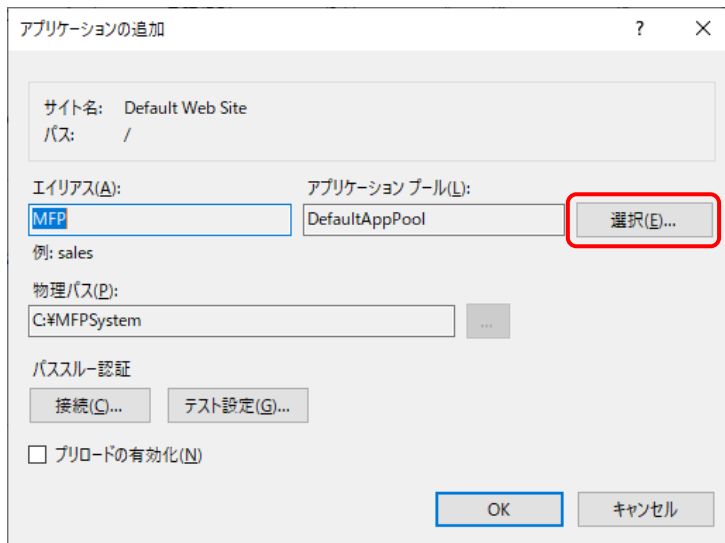 アプリケーションの追加
?
サイト名: Default Web Site
パス: /
エイリアス(A): アプリケーション プール(L):
MFP DefaultAppPool 選択(E)...
例: sales
物理パス(P):
C:¥MFPSystem ...
パススルー認証
接続(C)... テスト設定(G)...
プリロードの有効化(N)
OK キャンセル